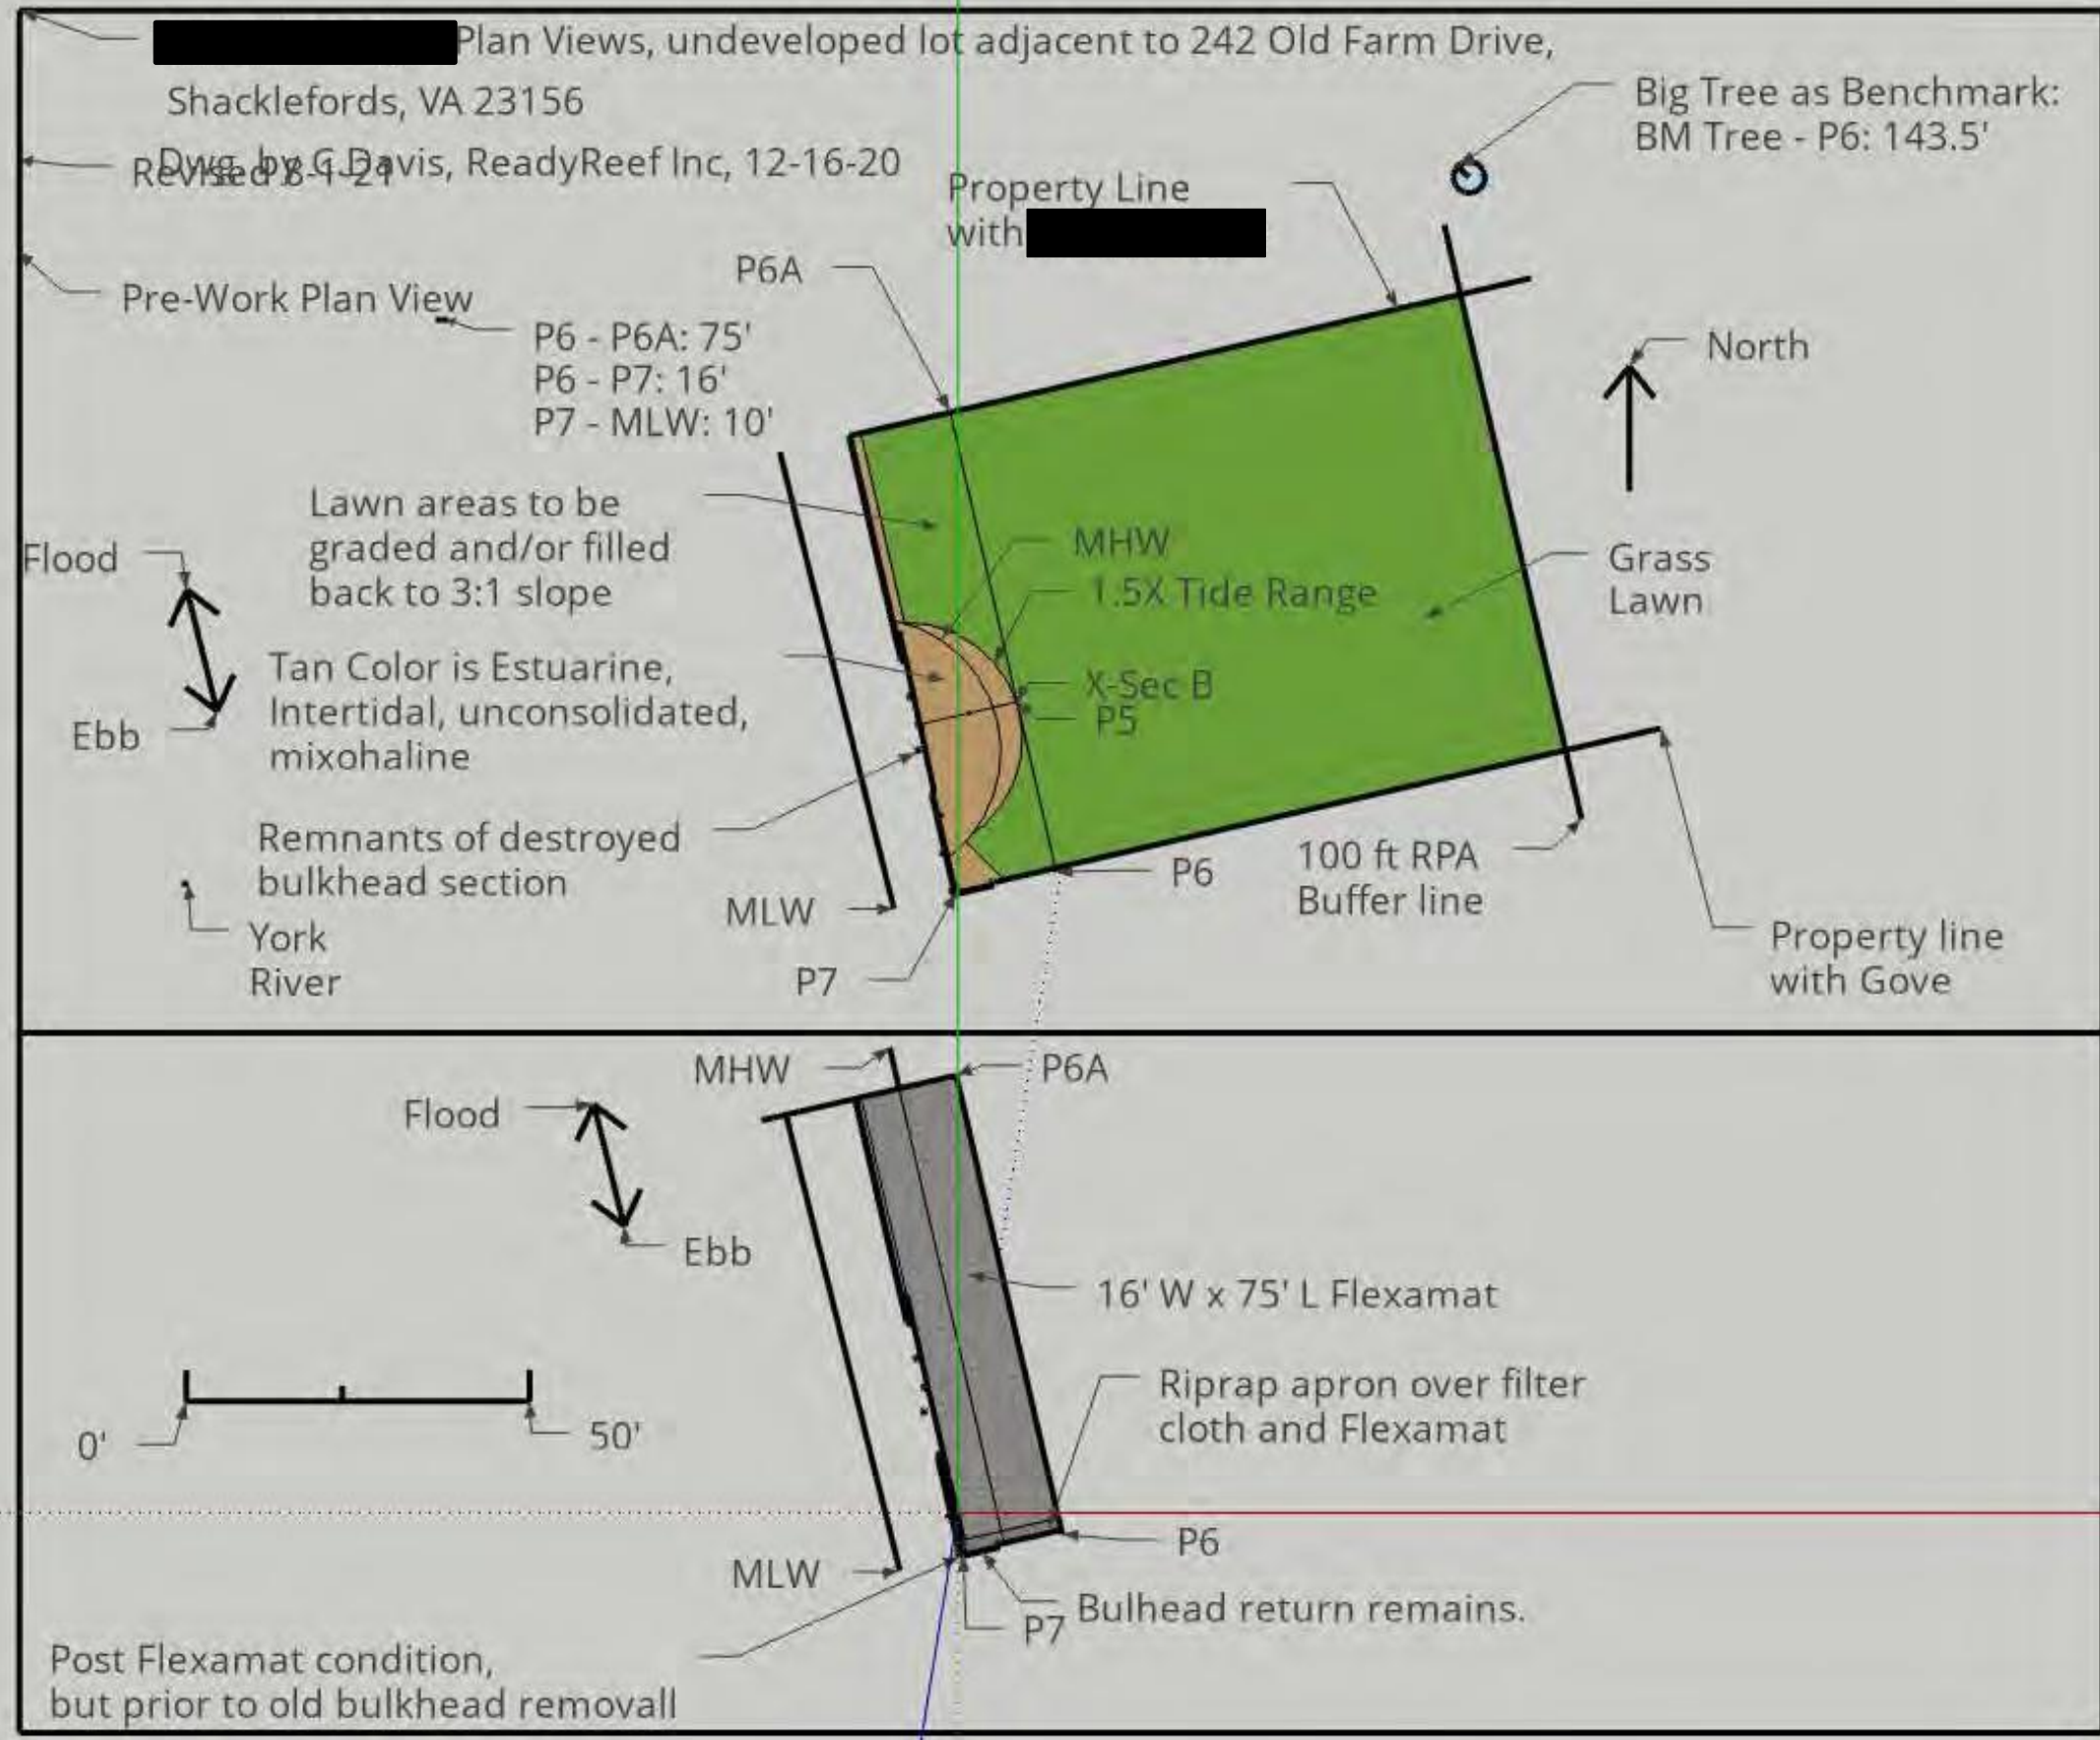 Plan Views, undeveloped lot adjacent to 242 Old Farm Drive,
Shacklefords, VA 23156
Dwg. by C.Davis, ReadyReef Inc, 12-16-20
Revised 8-1-21
Big Tree as Benchmark:
BM Tree - P6: 143.5'
Property Line
with
P6A
Pre-Work Plan View
P6 - P6A: 75'
P6 - P7: 16'
P7 - MLW: 10'
North
Lawn areas to be
graded and/or filled
back to 3:1 slope
MHW
1.5X Tide Range
Grass
Lawn
Flood
Ebb
Tan Color is Estuarine,
Intertidal, unconsolidated,
mixohaline
X-Sec B
P5
Remnants of destroyed
bulkhead section
MLW
P6
100 ft RPA
Buffer line
York
River
P7
Property line
with Gove
MHW
P6A
Flood
Ebb
16' W x 75' L Flexamat
Riprap apron over filter
cloth and Flexamat
0'
50'
P6
MLW
Bulhead return remains.
P7
Post Flexamat condition,
but prior to old bulkhead removall